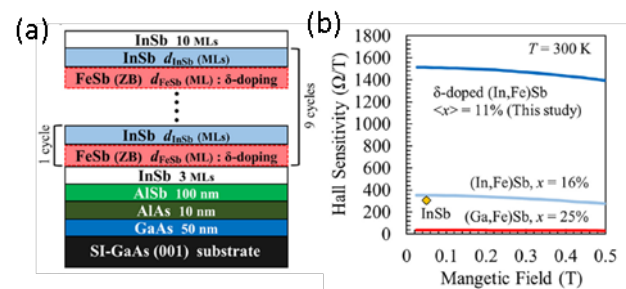 (a)
InSb 10 MLs
InSb dInSb (MLs)
FeSb (ZB) dFeSb (ML) : δ-doping
InSb dInSb (MLs)
FeSb (ZB) dFeSb (ML) : δ-doping
1 cycle
9 cycles
InSb 3 MLs
AlSb 100 nm
AlAs 10 nm
GaAs 50 nm
SI-GaAs (001) substrate
(b)
Hall Sensitivity (Ω/T)
1800
1600
1400
1200
1000
800
600
400
200
0
T = 300 K
δ-doped (In,Fe)Sb
<x> = 11% (This study)
(In,Fe)Sb, x = 16%
InSb
(Ga,Fe)Sb, x = 25%
0 0.1 0.2 0.3 0.4 0.5
Mangetic Field (T)